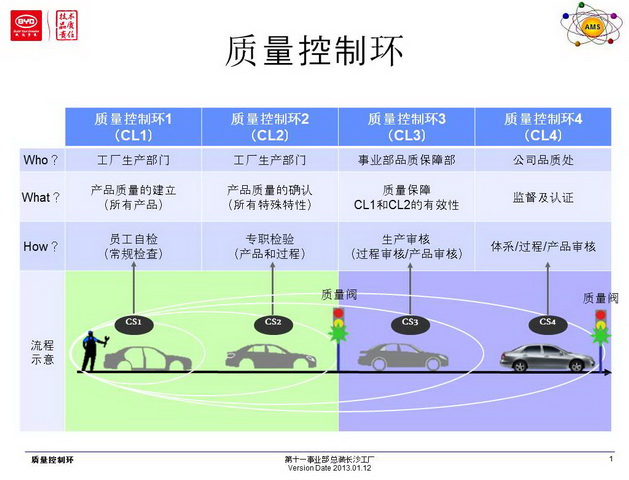 BYD
技术
品质
责任
AMS
质量控制环
质量控制环1
（CL1）
质量控制环2
（CL2）
质量控制环3
（CL3）
质量控制环4
（CL4）
Who？
工厂生产部门
工厂生产部门
事业部品质保障部
公司品质处
What？
产品质量的建立
（所有产品）
产品质量的确认
（所有特殊特性）
质量保障
CL1和CL2的有效性
监督及认证
How？
员工自检
（常规检查）
专职检验
（产品和过程）
生产审核
（过程审核/产品审核）
体系/过程/产品审核
流程
示意
质量阀
质量阀
CS1
CS2
CS3
CS4
质量控制环
第十一事业部总装长沙工厂
Version Date 2013.01.12
1